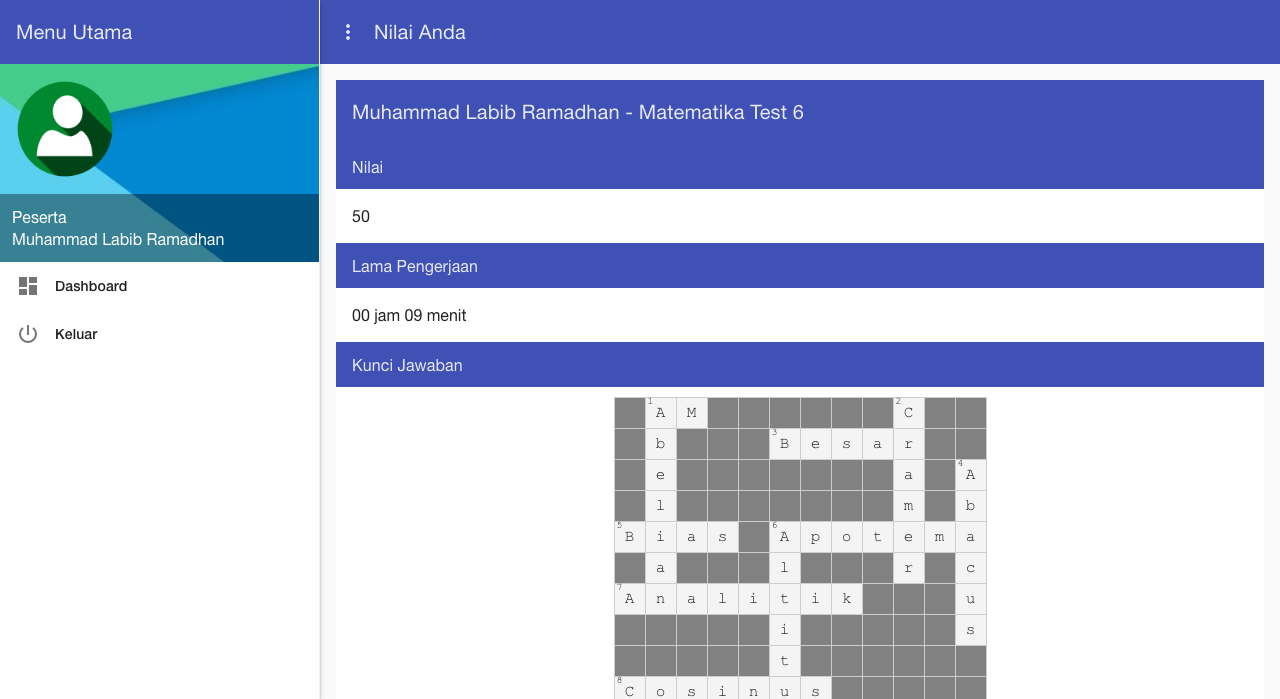 Menu Utama
Nilai Anda
Peserta
Muhammad Labib Ramadhan
Dashboard
Keluar
Muhammad Labib Ramadhan - Matematika Test 6
Nilai
50
Lama Pengerjaan
00 jam 09 menit
Kunci Jawaban
1 A M 2 C
b 3 B e s a r
e a 4 A
l m b
5 B i a s 6 A p o t e m a
a l r c
7 A n a l i t i k u
i s
t
8 C o s i n u s